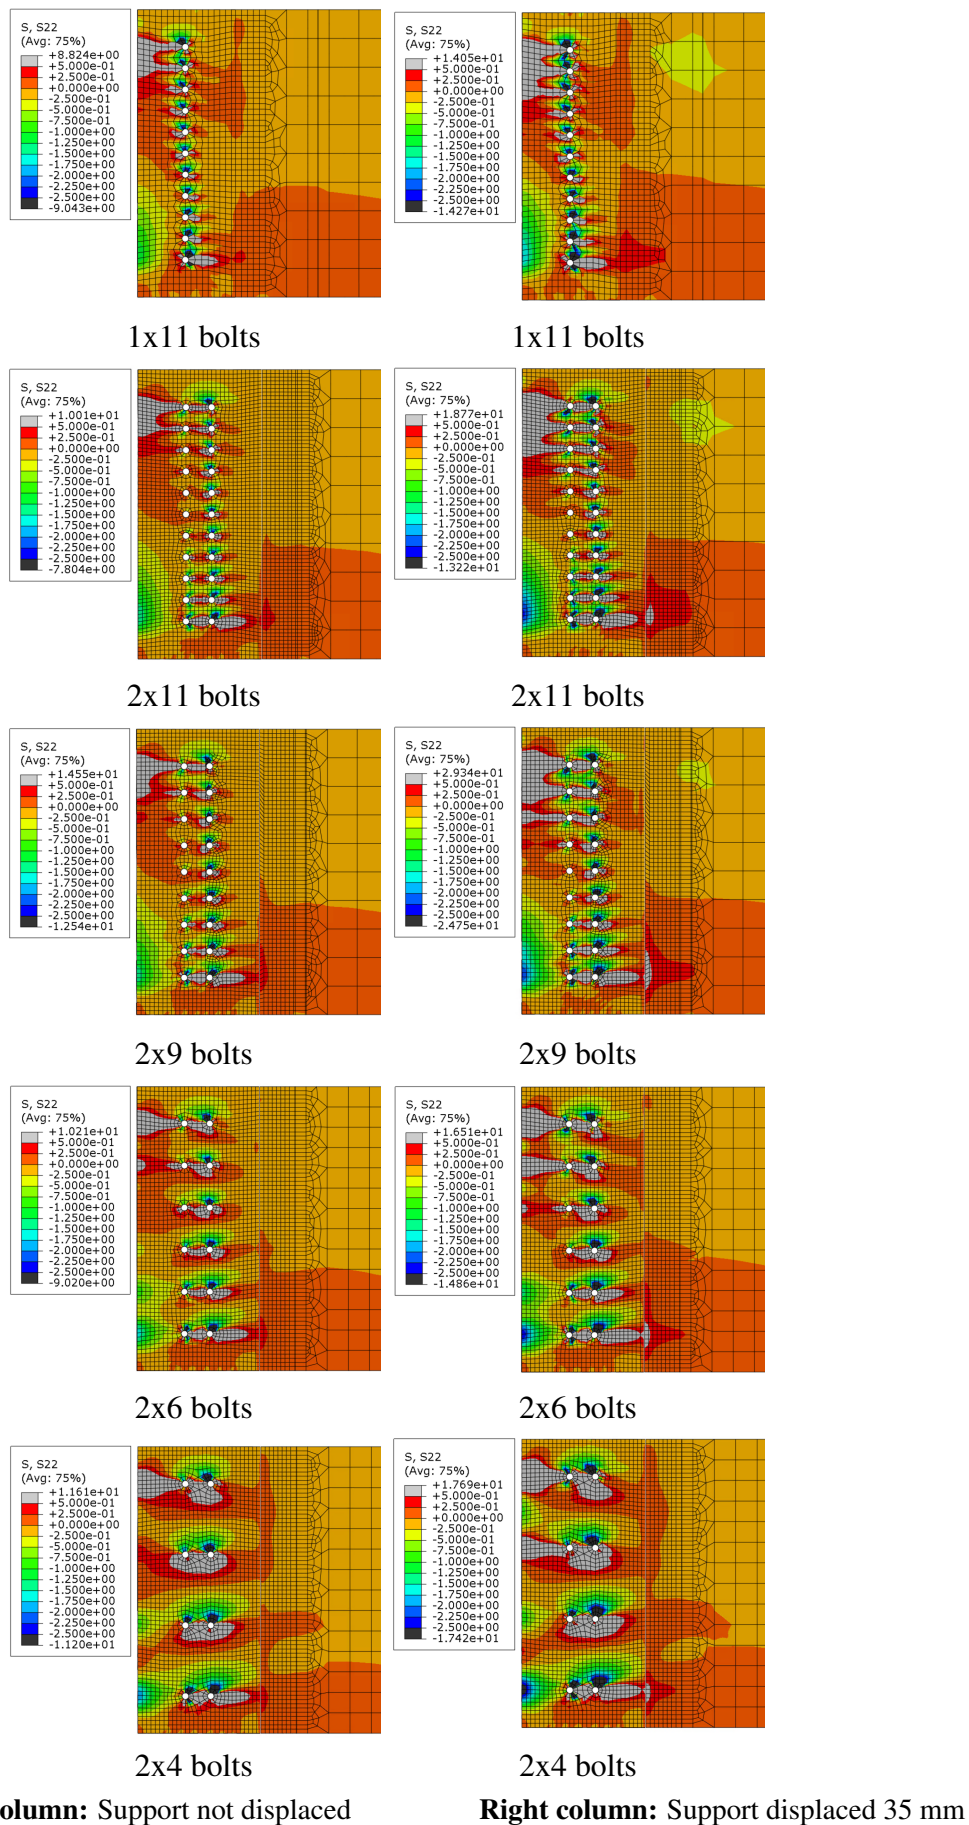 S, S22
(Avg: 75%)
+8.824e+00
+5.000e-01
+2.500e-01
+0.000e+00
-2.500e-01
-5.000e-01
-7.500e-01
-1.000e+00
-1.250e+00
-1.500e+00
-1.750e+00
-2.000e+00
-2.250e+00
-2.500e+00
-9.043e+00
S, S22
(Avg: 75%)
+1.405e+01
+5.000e-01
+2.500e-01
+0.000e+00
-2.500e-01
-5.000e-01
-7.500e-01
-1.000e+00
-1.250e+00
-1.500e+00
-1.750e+00
-2.000e+00
-2.250e+00
-2.500e+00
-1.427e+01
1x11 bolts
1x11 bolts
S, S22
(Avg: 75%)
+1.001e+01
+5.000e-01
+2.500e-01
+0.000e+00
-2.500e-01
-5.000e-01
-7.500e-01
-1.000e+00
-1.250e+00
-1.500e+00
-1.750e+00
-2.000e+00
-2.250e+00
-2.500e+00
-7.804e+00
S, S22
(Avg: 75%)
+1.877e+01
+5.000e-01
+2.500e-01
+0.000e+00
-2.500e-01
-5.000e-01
-7.500e-01
-1.000e+00
-1.250e+00
-1.500e+00
-1.750e+00
-2.000e+00
-2.250e+00
-2.500e+00
-1.322e+01
2x11 bolts
2x11 bolts
S, S22
(Avg: 75%)
+1.455e+01
+5.000e-01
+2.500e-01
+0.000e+00
-2.500e-01
-5.000e-01
-7.500e-01
-1.000e+00
-1.250e+00
-1.500e+00
-1.750e+00
-2.000e+00
-2.250e+00
-2.500e+00
-1.254e+01
S, S22
(Avg: 75%)
+2.934e+01
+5.000e-01
+2.500e-01
+0.000e+00
-2.500e-01
-5.000e-01
-7.500e-01
-1.000e+00
-1.250e+00
-1.500e+00
-1.750e+00
-2.000e+00
-2.250e+00
-2.500e+00
-2.475e+01
2x9 bolts
2x9 bolts
S, S22
(Avg: 75%)
+1.021e+01
+5.000e-01
+2.500e-01
+0.000e+00
-2.500e-01
-5.000e-01
-7.500e-01
-1.000e+00
-1.250e+00
-1.500e+00
-1.750e+00
-2.000e+00
-2.250e+00
-2.500e+00
-9.020e+00
S, S22
(Avg: 75%)
+1.651e+01
+5.000e-01
+2.500e-01
+0.000e+00
-2.500e-01
-5.000e-01
-7.500e-01
-1.000e+00
-1.250e+00
-1.500e+00
-1.750e+00
-2.000e+00
-2.250e+00
-2.500e+00
-1.486e+01
2x6 bolts
2x6 bolts
S, S22
(Avg: 75%)
+1.161e+01
+5.000e-01
+2.500e-01
+0.000e+00
-2.500e-01
-5.000e-01
-7.500e-01
-1.000e+00
-1.250e+00
-1.500e+00
-1.750e+00
-2.000e+00
-2.250e+00
-2.500e+00
-1.120e+01
S, S22
(Avg: 75%)
+1.769e+01
+5.000e-01
+2.500e-01
+0.000e+00
-2.500e-01
-5.000e-01
-7.500e-01
-1.000e+00
-1.250e+00
-1.500e+00
-1.750e+00
-2.000e+00
-2.250e+00
-2.500e+00
-1.742e+01
2x4 bolts
2x4 bolts
olumn: Support not displaced
Right column: Support displaced 35 mm